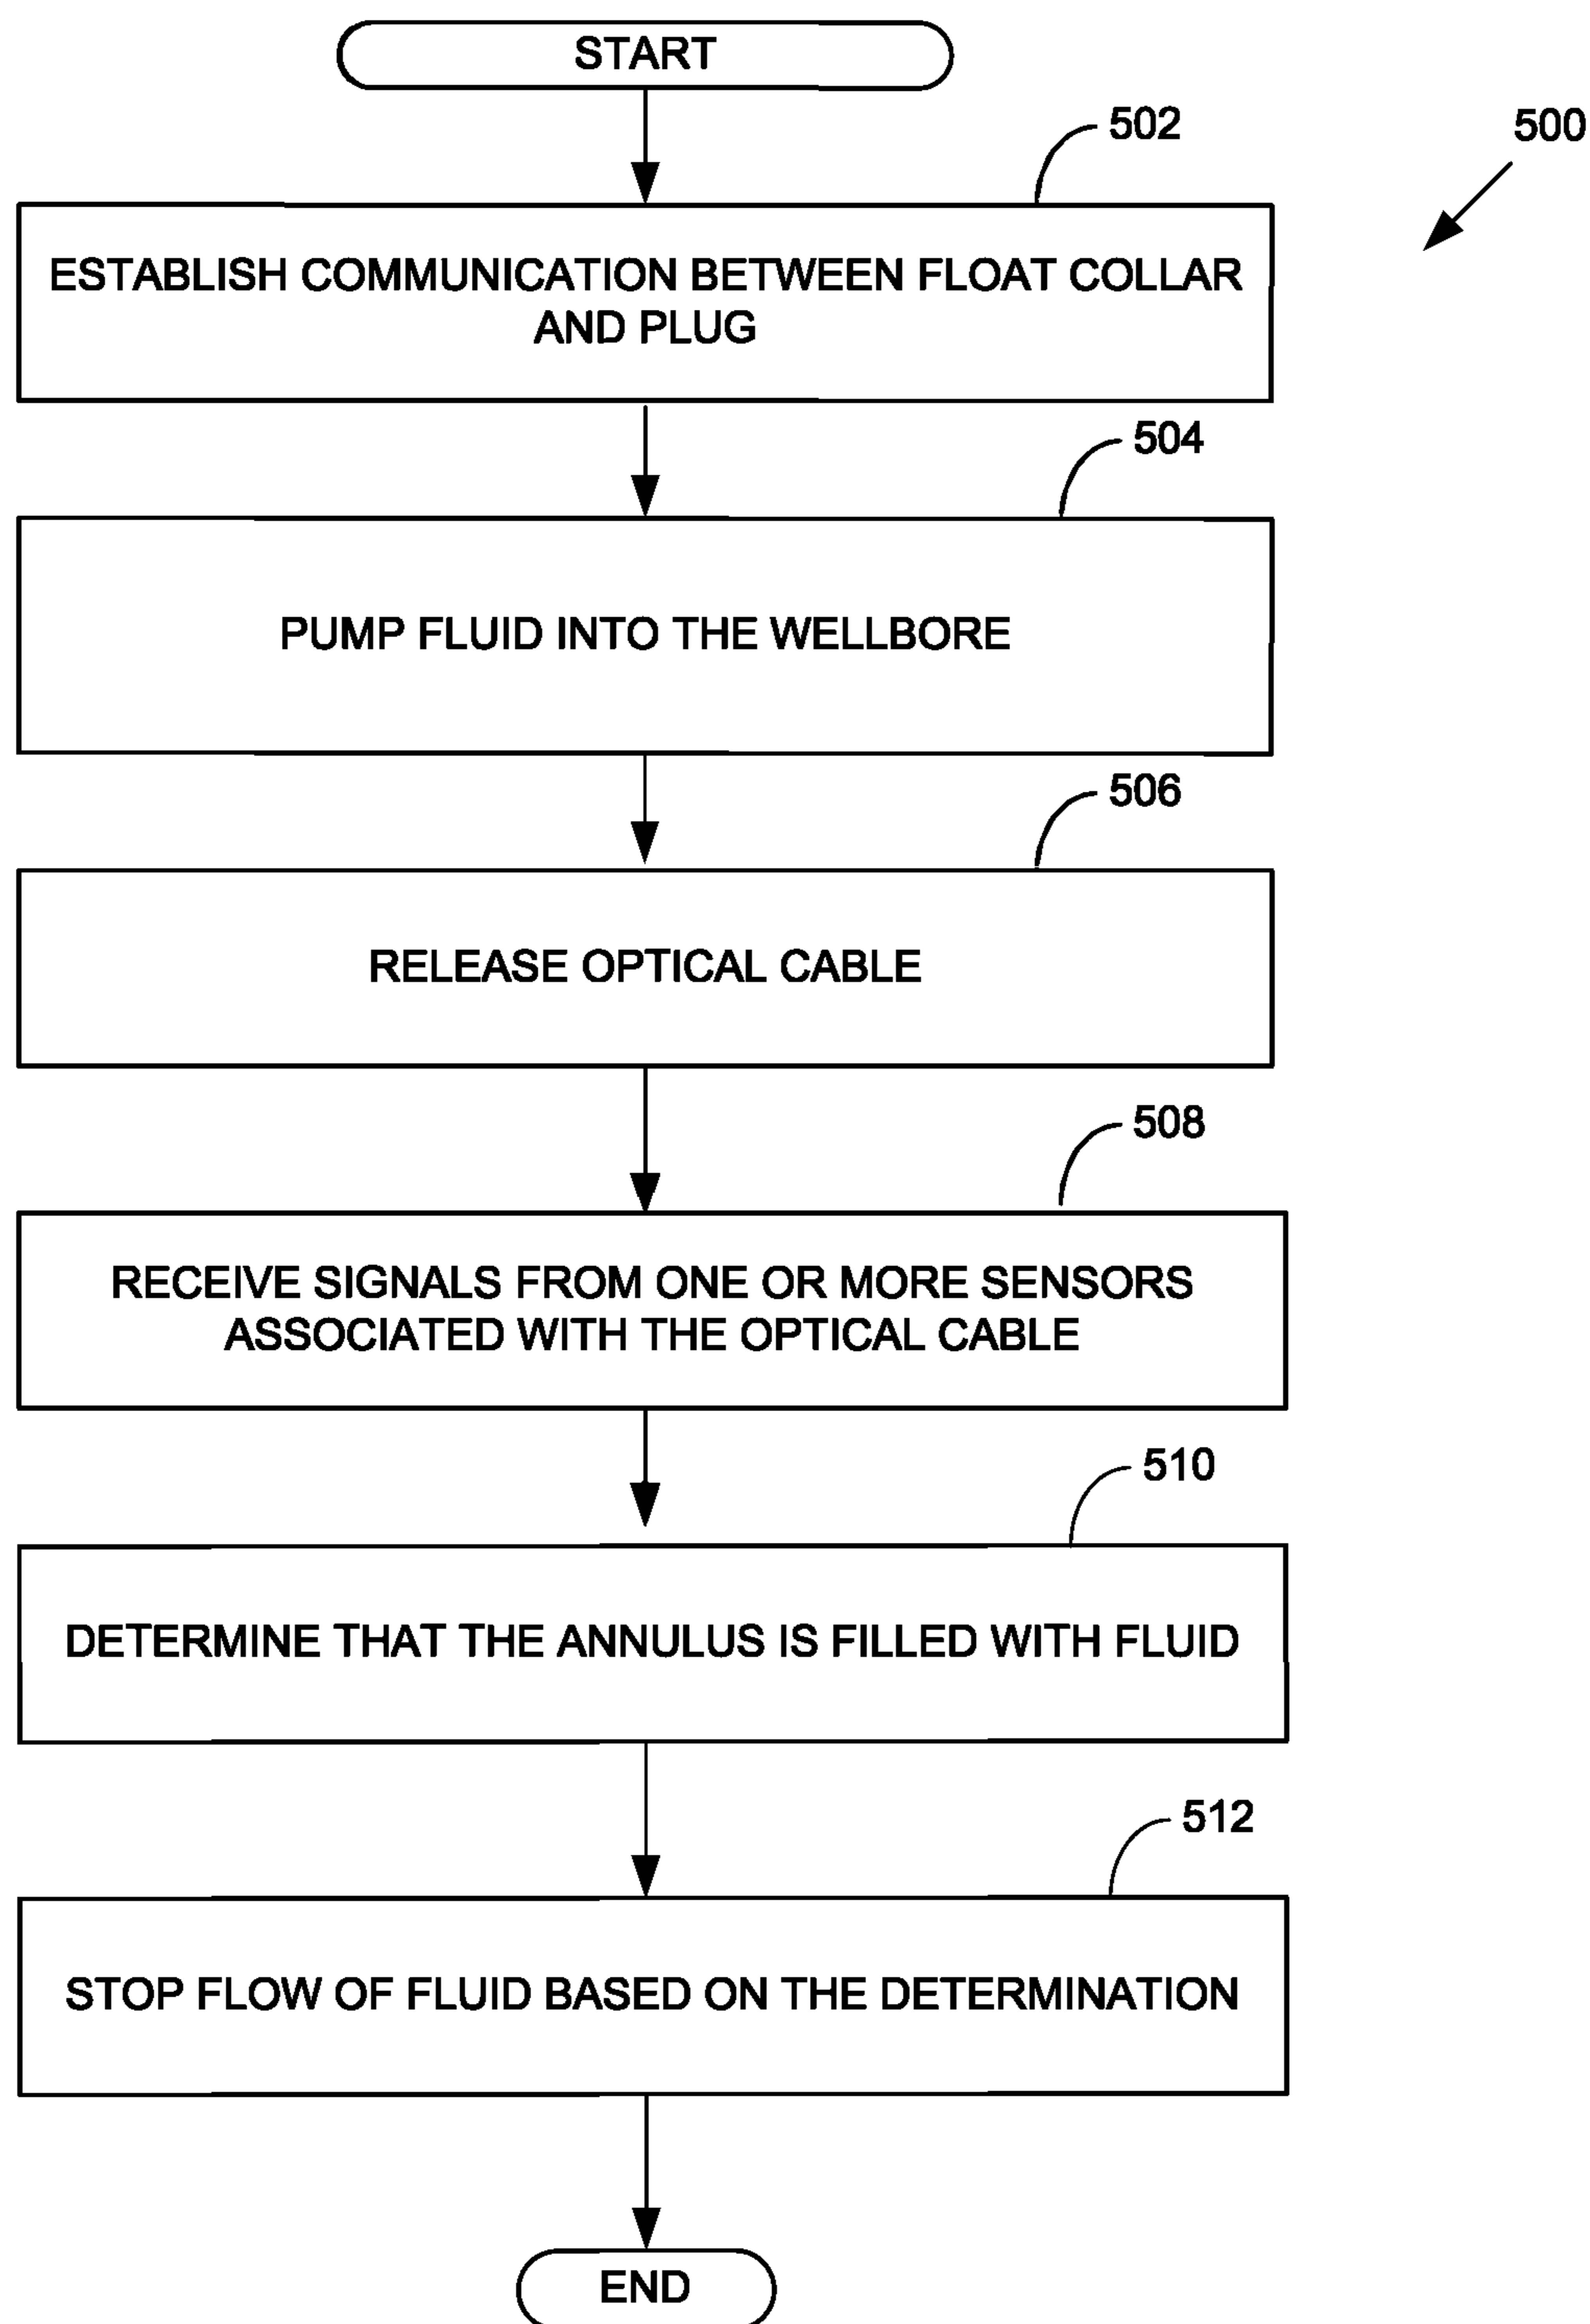 START
502
500
ESTABLISH COMMUNICATION BETWEEN FLOAT COLLAR
AND PLUG
504
PUMP FLUID INTO THE WELLBORE
506
RELEASE OPTICAL CABLE
508
RECEIVE SIGNALS FROM ONE OR MORE SENSORS
ASSOCIATED WITH THE OPTICAL CABLE
510
DETERMINE THAT THE ANNULUS IS FILLED WITH FLUID
512
STOP FLOW OF FLUID BASED ON THE DETERMINATION
END